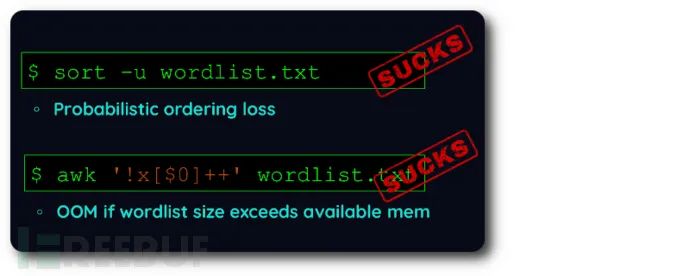 $ sort -u wordlist.txt
SUCKS
Probabilistic ordering loss
$ awk '!x[$0]++' wordlist.txt
SUCKS
OOM if wordlist size exceeds available mem
FREEBUF